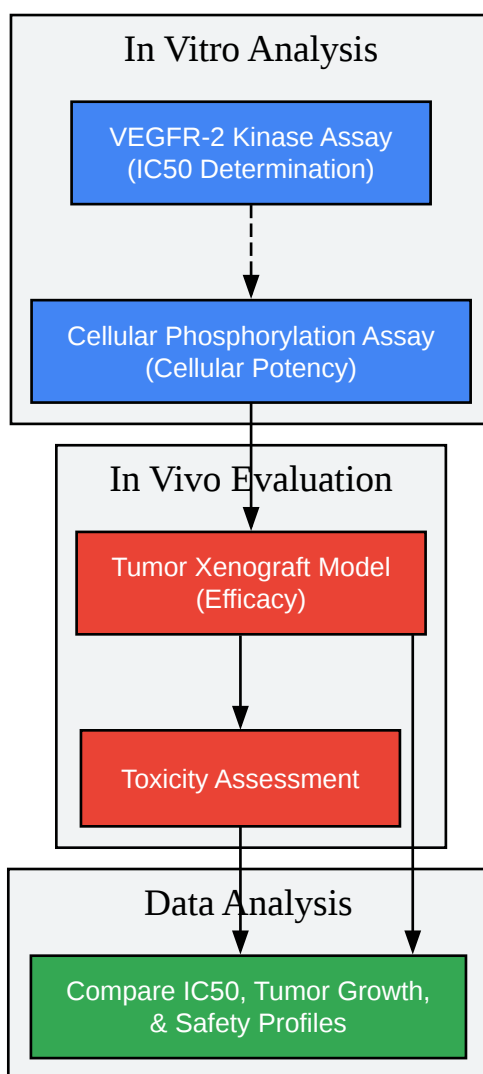 In Vitro Analysis
VEGFR-2 Kinase Assay
(IC50 Determination)
Cellular Phosphorylation Assay
(Cellular Potency)
In Vivo Evaluation
Tumor Xenograft Model
(Efficacy)
Toxicity Assessment
Data Analysis
Compare IC50, Tumor Growth,
& Safety Profiles